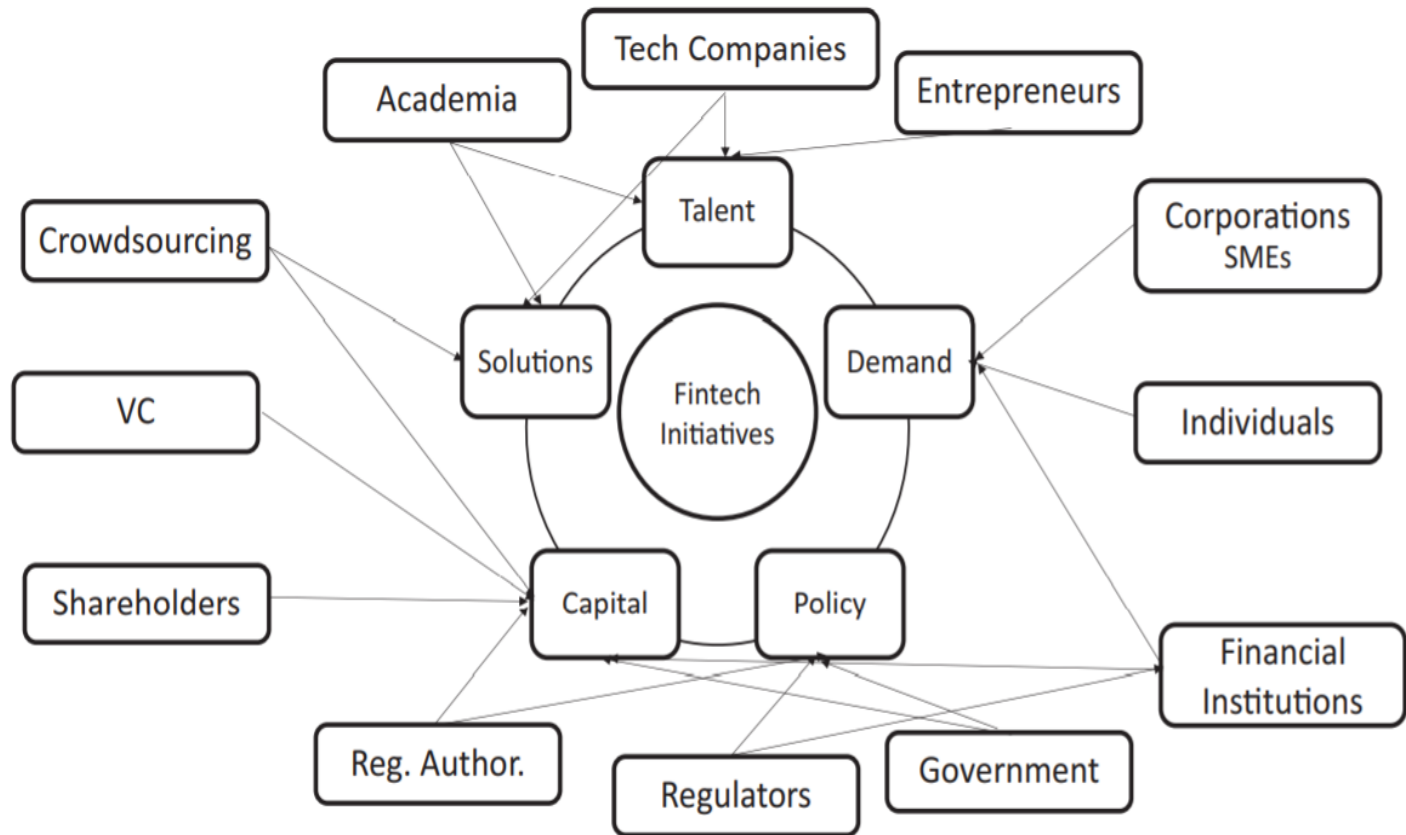 Tech Companies
Academia
Entrepreneurs
Talent
Crowdsourcing
Corporations
SMEs
Solutions
Demand
Fintech
Initiatives
VC
Individuals
Shareholders
Capital
Policy
Financial
Institutions
Reg. Author.
Regulators
Government